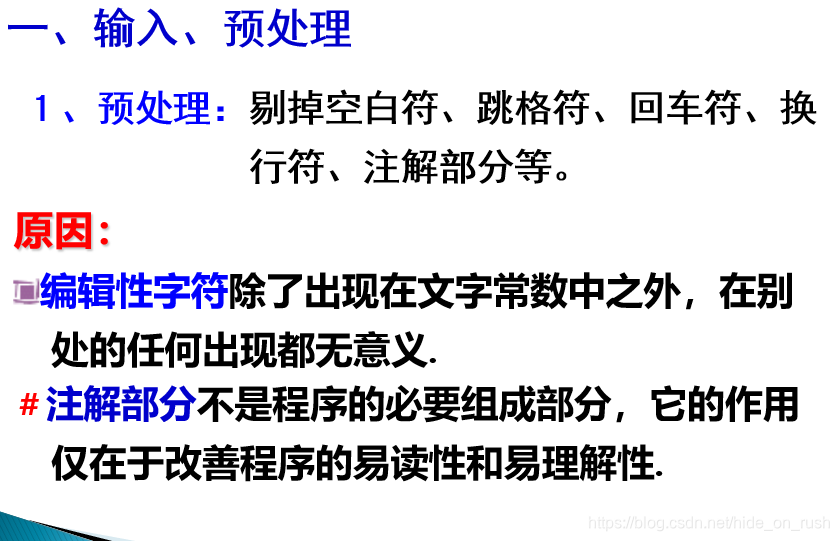 一、输入、预处理
1、预处理：剔掉空白符、跳格符、回车符、换
行符、注解部分等。
原因：
编辑性字符除了出现在文字常数中之外，在别
处的任何出现都无意义.
#注解部分不是程序的必要组成部分，它的作用
仅在于改善程序的易读性和易理解性.
https://blog.csdn.net/hide_on_rush